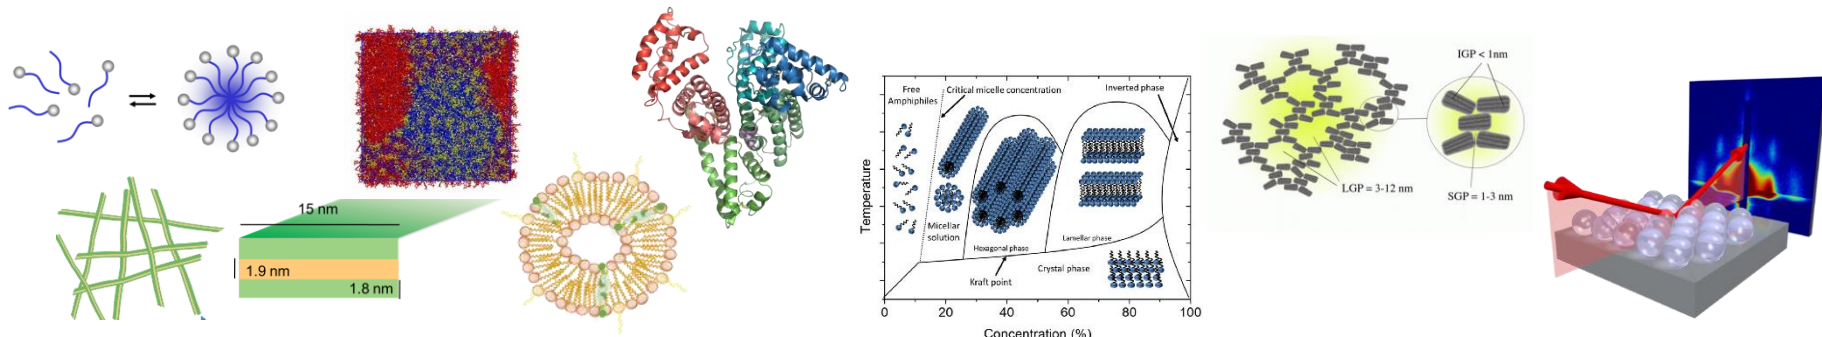 15 nm
1.9 nm
1.8 nm
Temperature
Free
Amphiphiles
Critical micelle concentration
Inverted phase
Micellar
solution
Hexagonal phase
Lamellar phase
Kraft point
Crystal phase
0
20
40
60
80
100
Concentration (%)
IGP < 1nm
LGP = 3-12 nm
SGP = 1-3 nm